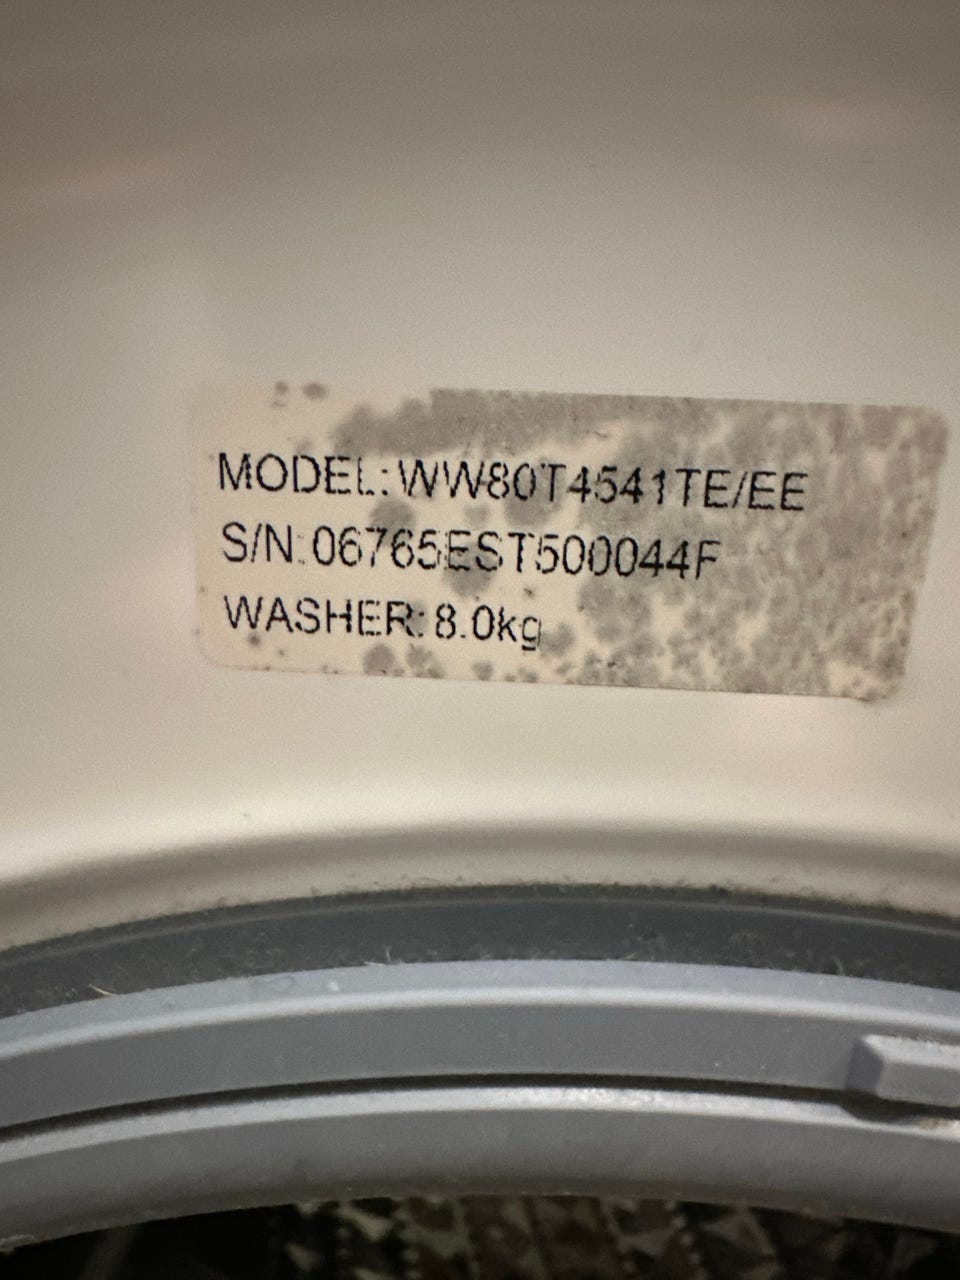 MODEL: WW80T4541TE/EE
S/N: 06765EST500044F
WASHER: 8.0kg